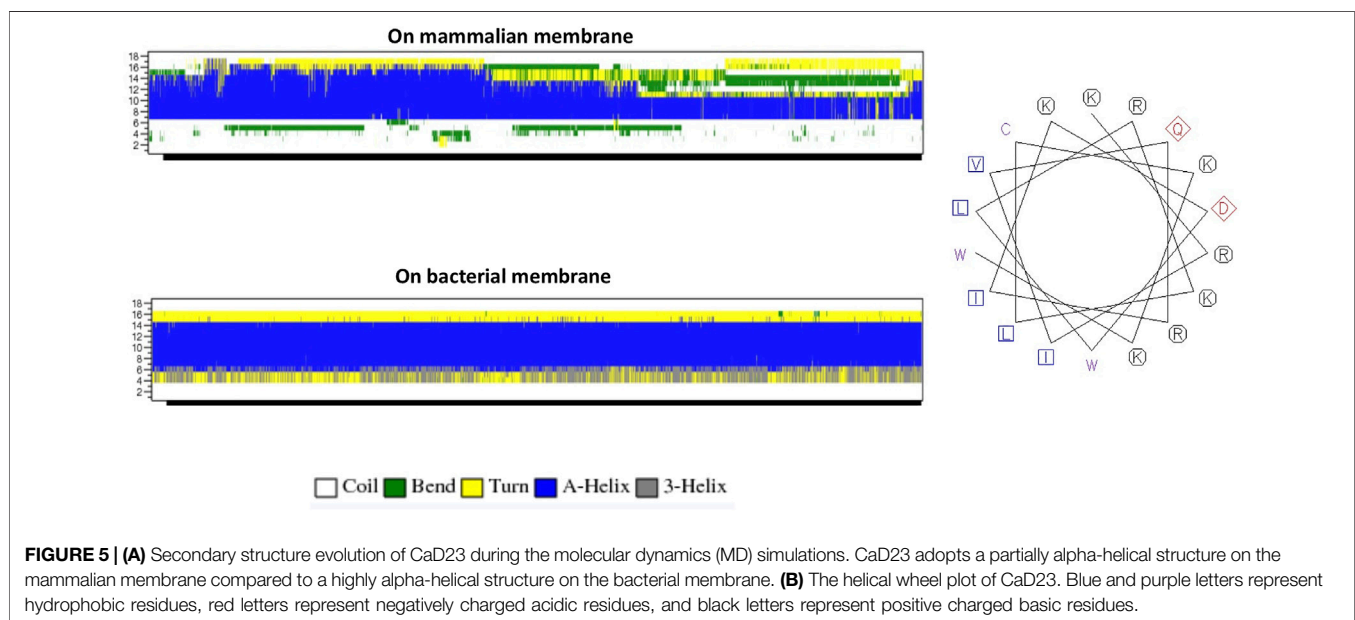 On mammalian membrane
18
16
14
12
10
8
6
4
2
On bacterial membrane
18
16
14
12
10
8
6
4
2
K
K
R
C
Q
V
K
L
D
W
R
I
K
L
R
I
W
K
Coil Bend Turn A-Helix 3-Helix
FIGURE 5 | (A) Secondary structure evolution of CaD23 during the molecular dynamics (MD) simulations. CaD23 adopts a partially alpha-helical structure on the
mammalian membrane compared to a highly alpha-helical structure on the bacterial membrane. (B) The helical wheel plot of CaD23. Blue and purple letters represent
hydrophobic residues, red letters represent negatively charged acidic residues, and black letters represent positive charged basic residues.